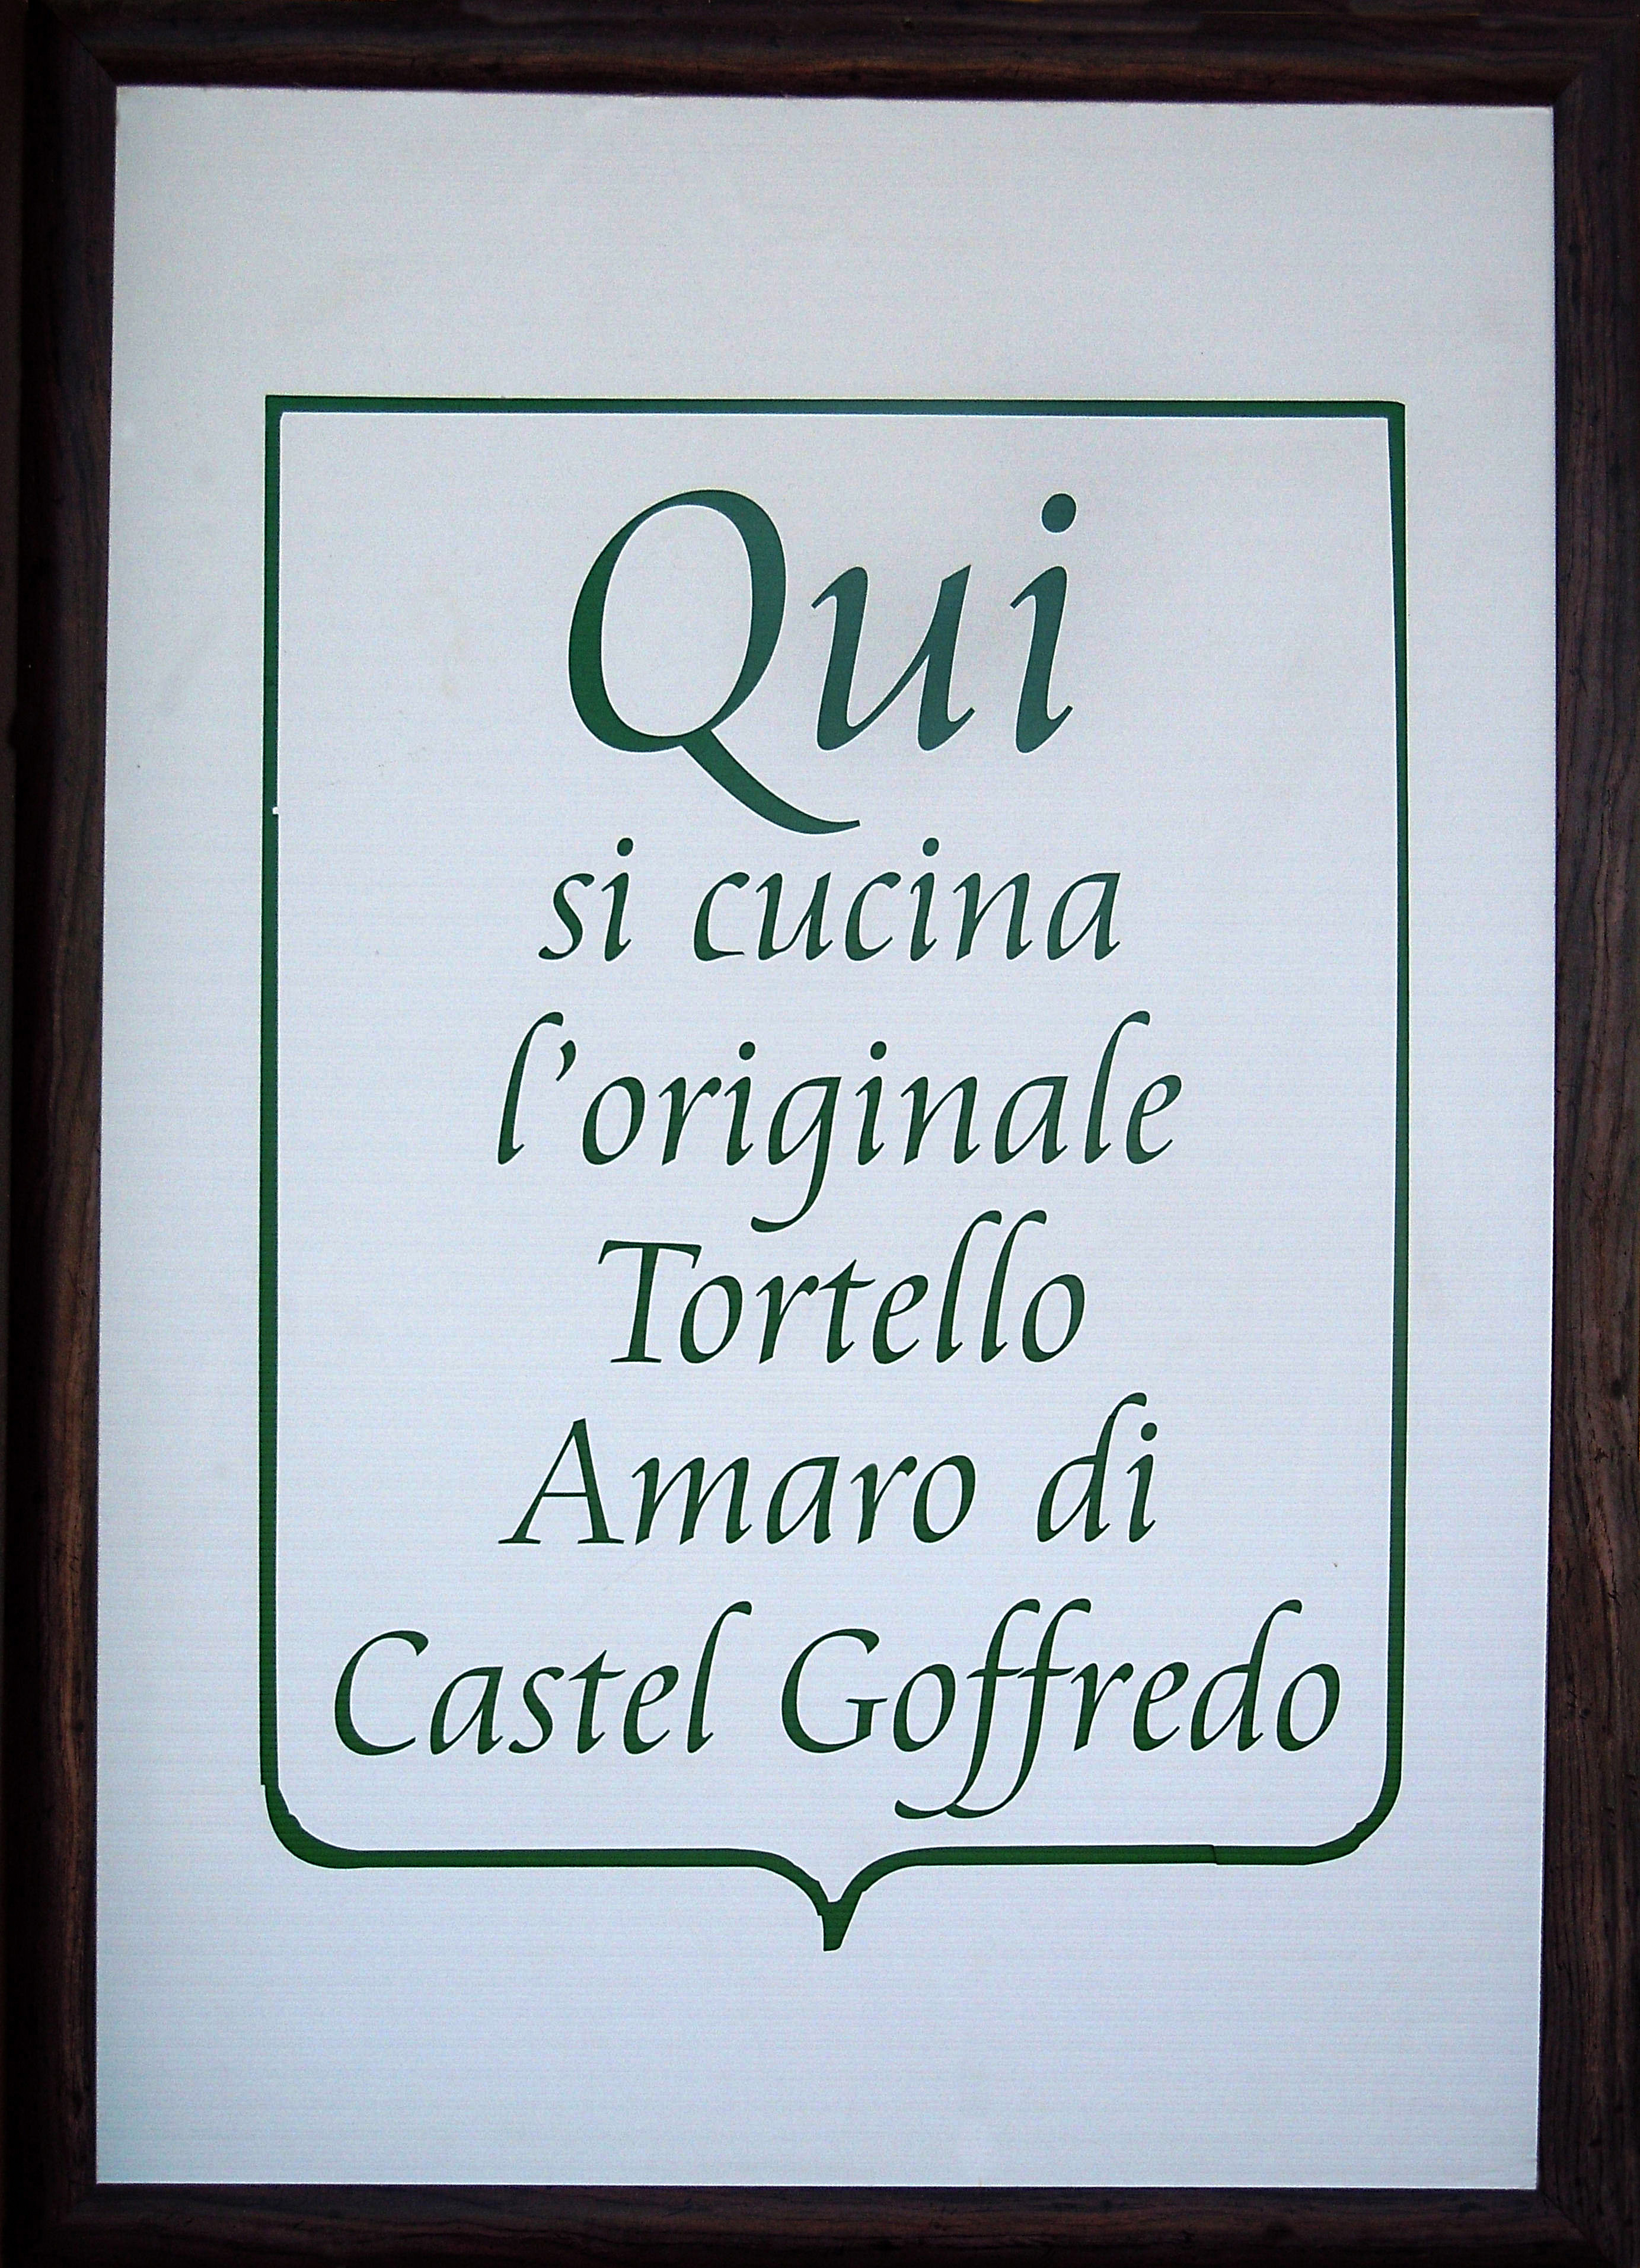 Qui
si cucina
l'originale
Tortello
Amaro di
Castel Goffredo